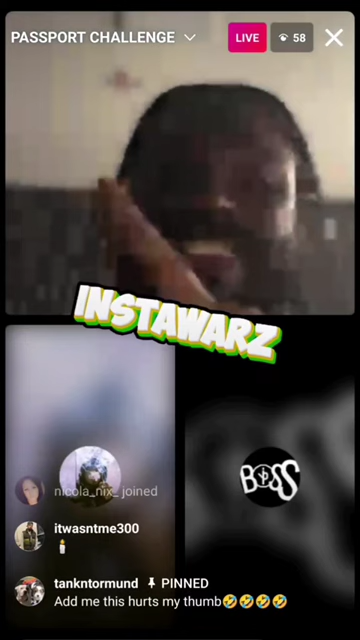 PASSPORT CHALLENGE
LIVE
58
INSTAWARZ
BOSS
nicola_nix_ joined
itwasntme300
tankntormund PINNED
Add me this hurts my thumb🤣🤣🤣🤣